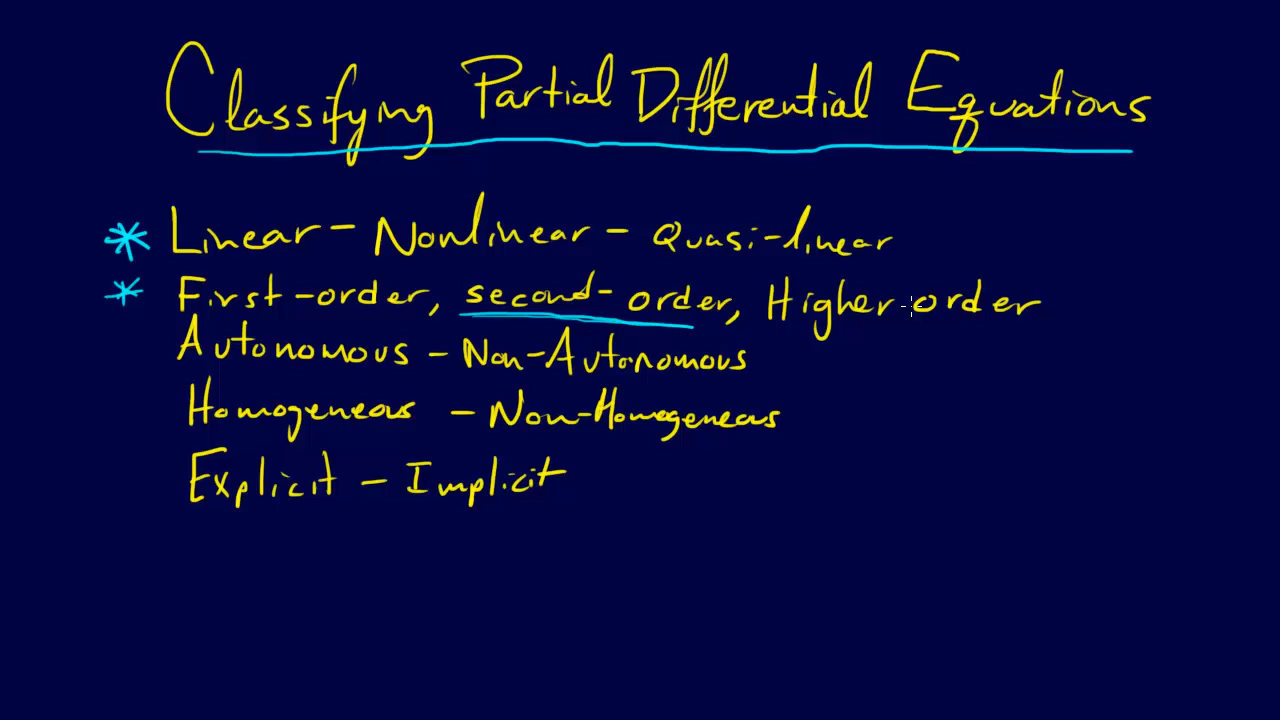 Classifying Partial Differential Equations
* Linear - Nonlinear - Quasi-linear
* First-order, second-order, Higher-order
Autonomous - Non-Autonomous
Homogeneous - Non-Homogeneous
Explicit - Implicit